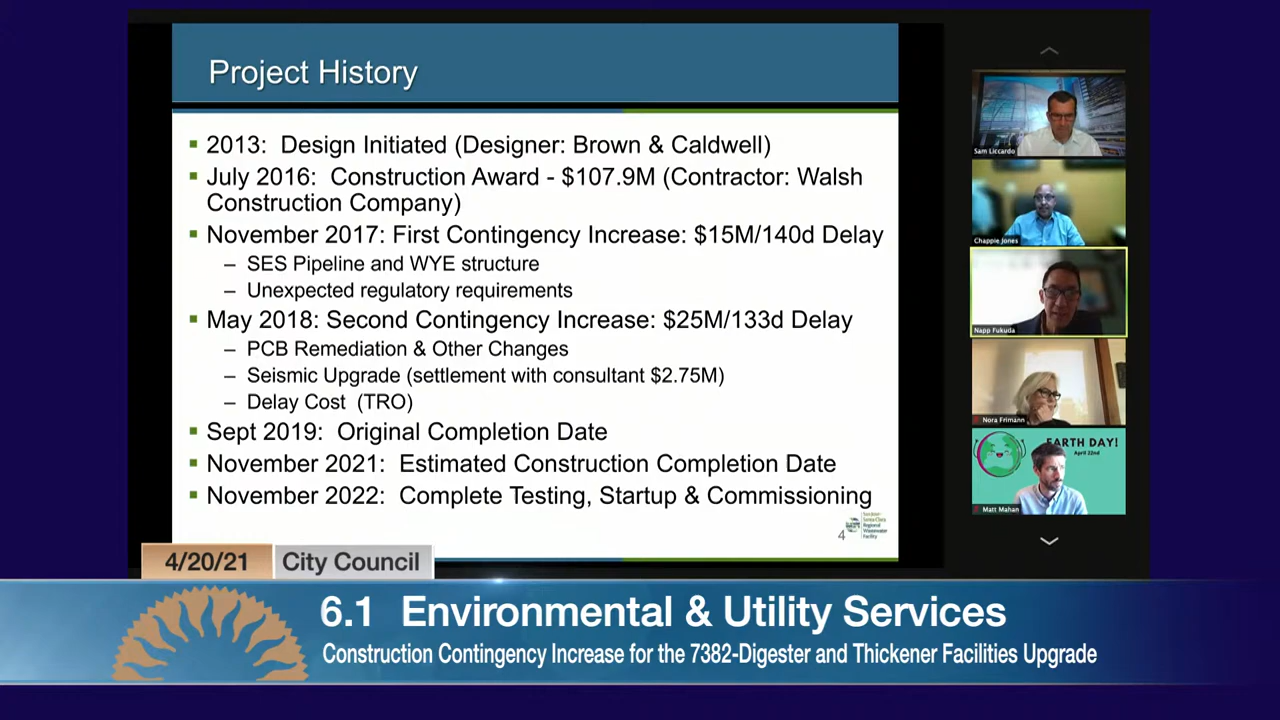 Project History
▪ 2013: Design Initiated (Designer: Brown & Caldwell)
▪ July 2016: Construction Award - $107.9M (Contractor: Walsh
Construction Company)
▪ November 2017: First Contingency Increase: $15M/140d Delay
– SES Pipeline and WYE structure
– Unexpected regulatory requirements
▪ May 2018: Second Contingency Increase: $25M/133d Delay
– PCB Remediation & Other Changes
– Seismic Upgrade (settlement with consultant $2.75M)
– Delay Cost (TRO)
▪ Sept 2019: Original Completion Date
▪ November 2021: Estimated Construction Completion Date
▪ November 2022: Complete Testing, Startup & Commissioning
4
Santa Clara
Regional
Wastewater
Facility
Sam Liccardo
Chappie Jones
Napp Fukuda
Nora Frimann
EARTH DAY!
April 22nd
Matt Mahan
4/20/21
City Council
6.1 Environmental & Utility Services
Construction Contingency Increase for the 7382-Digester and Thickener Facilities Upgrade